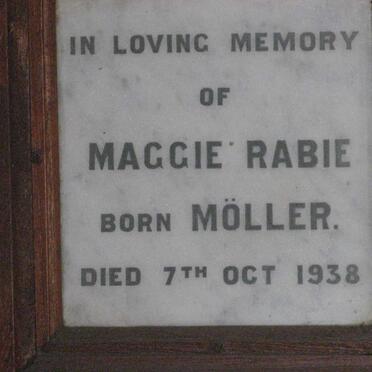 IN LOVING MEMORY
OF
MAGGIE RABIE
BORN MÖLLER.
DIED 7TH OCT 1938